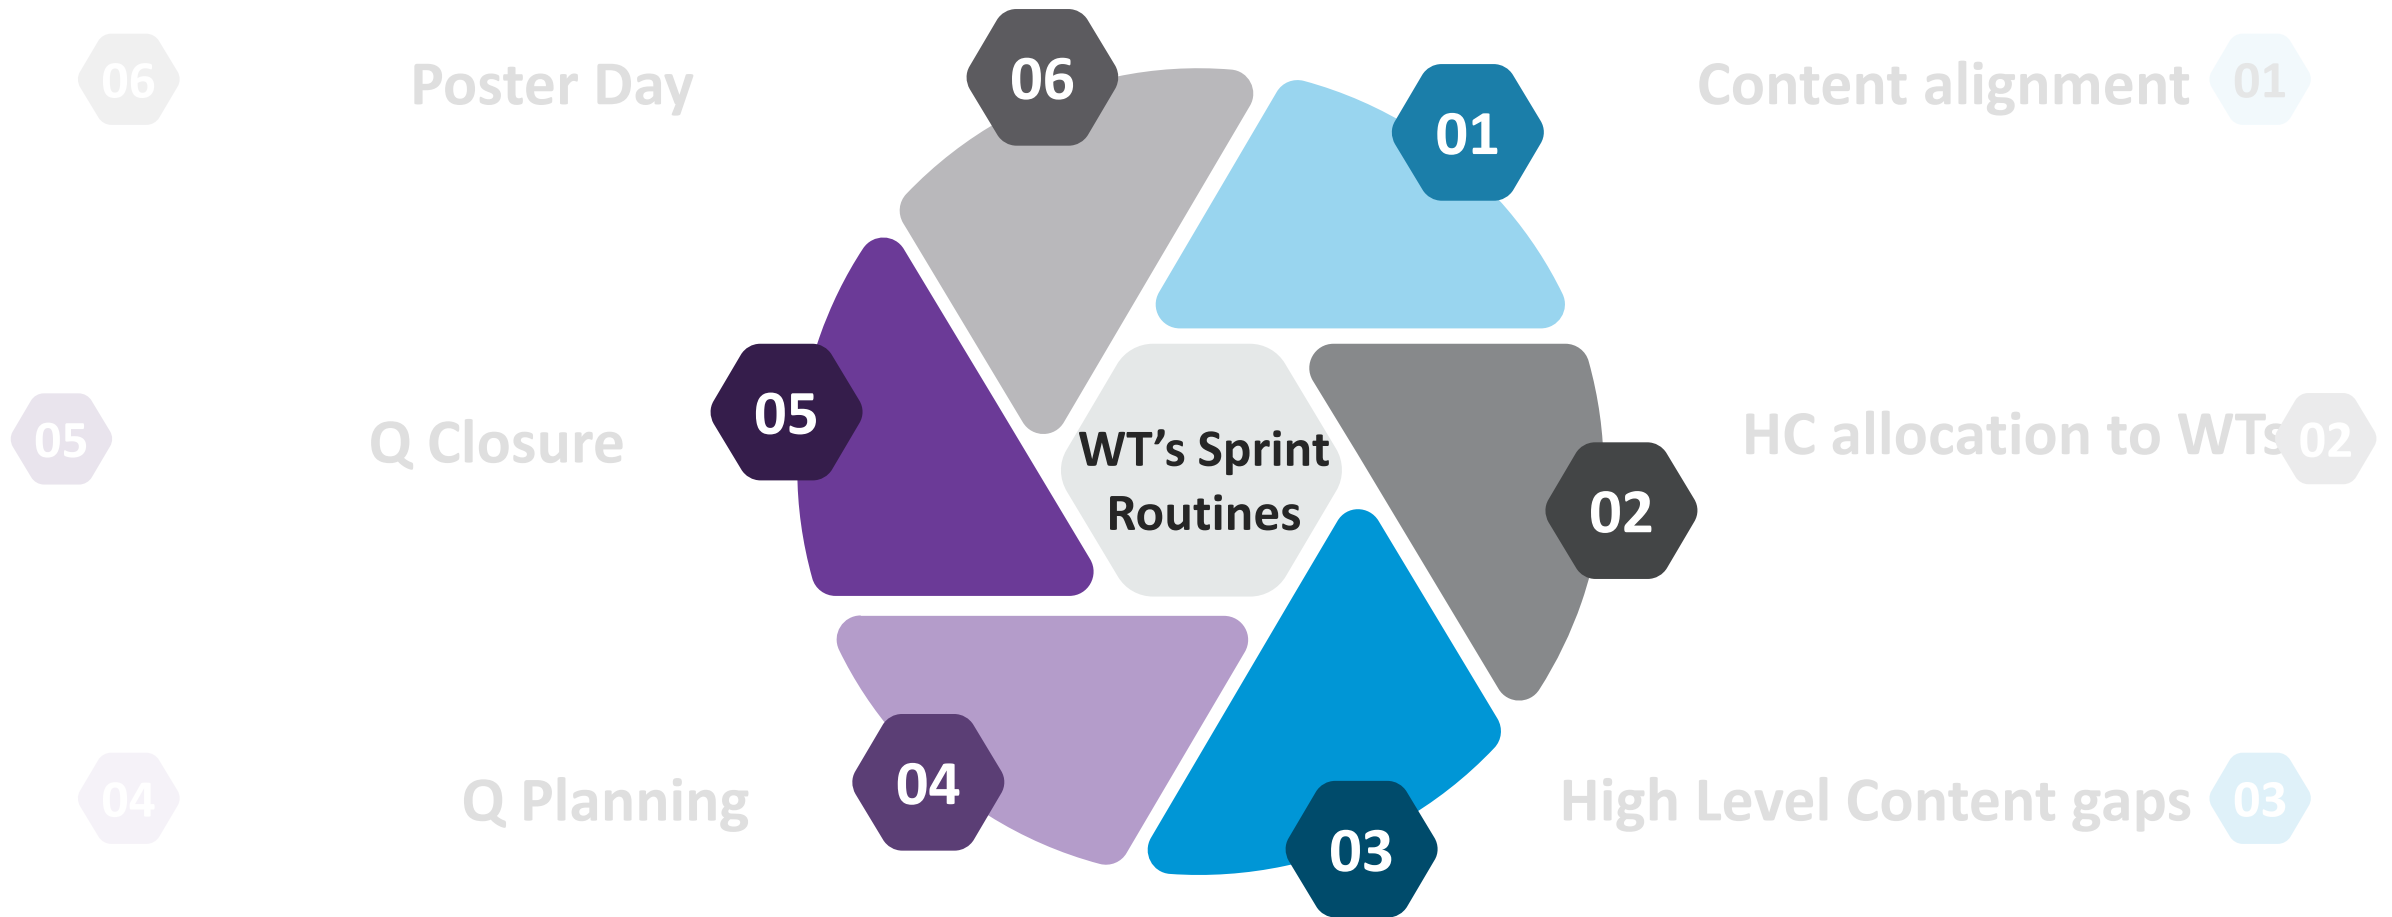 06
Poster Day
06
01
Content alignment
01
05
Q Closure
05
WT’s Sprint
Routines
02
HC allocation to WTs
02
04
Q Planning
04
03
High Level Content gaps
03